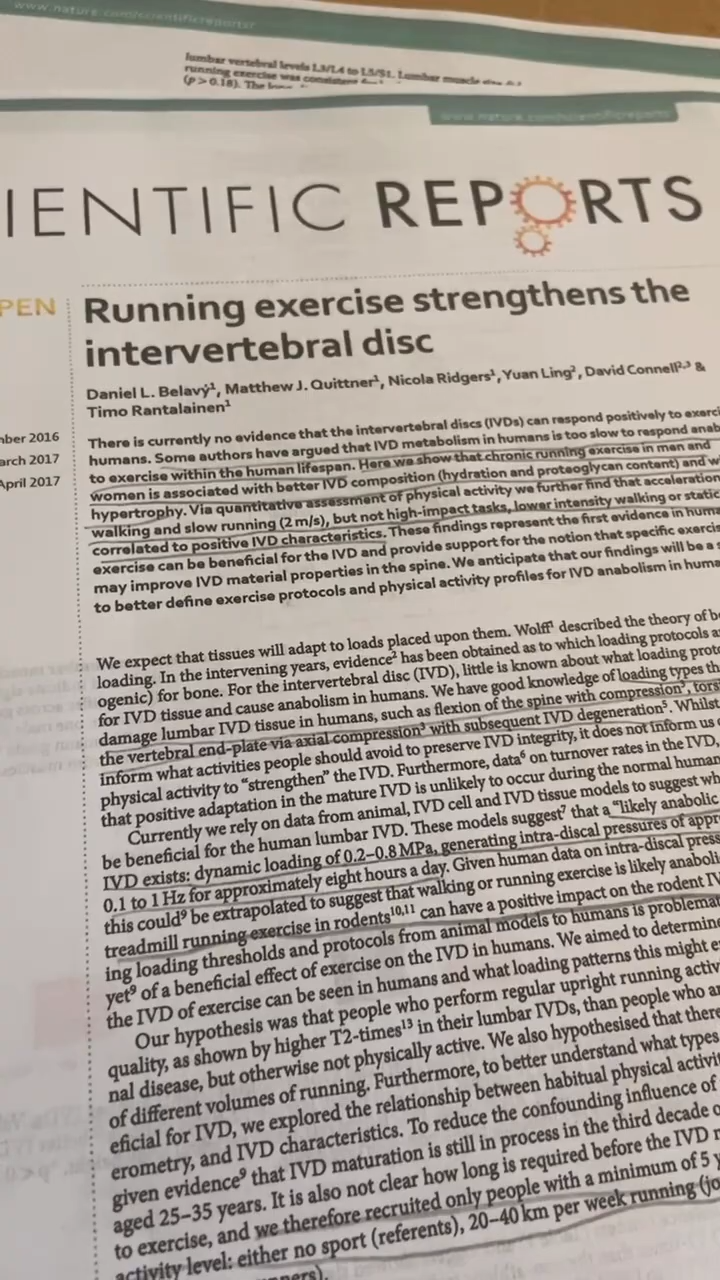 www.nature.com/scientificreports/
lumbar vertebral levels L3/L4 to L5/S1. Lumbar muscle
running exercise was consistent
(p > 0.18). The
www.nature.com/scientificreports
IENTIFIC REPORTS
PEN
Running exercise strengthens the
intervertebral disc
Daniel L. Belavý1, Matthew J. Quittner1, Nicola Ridgers1, Yuan Ling2, David Connell2,3 &
Timo Rantalainen1
mber 2016
arch 2017
April 2017
There is currently no evidence that the intervertebral discs (IVDs) can respond positively to exerci
humans. Some authors have argued that IVD metabolism in humans is too slow to respond anab
to exercise within the human lifespan. Here we show that chronic running exercise in men and
women is associated with better IVD composition (hydration and proteoglycan content) and w
hypertrophy. Via quantitative assessment of physical activity we further find that acceleration
walking and slow running (2 m/s), but not high-impact tasks, lower intensity walking or static
correlated to positive IVD characteristics. These findings represent the first evidence in huma
exercise can be beneficial for the IVD and provide support for the notion that specific exercis
may improve IVD material properties in the spine. We anticipate that our findings will be a s
to better define exercise protocols and physical activity profiles for IVD anabolism in huma
We expect that tissues will adapt to loads placed upon them. Wolff1 described the theory of b
loading. In the intervening years, evidence2 has been obtained as to which loading protocols a
ogenic) for bone. For the intervertebral disc (IVD), little is known about what loading proto
for IVD tissue and cause anabolism in humans. We have good knowledge of loading types th
damage lumbar IVD tissue in humans, such as flexion of the spine with compression3, tors
the vertebral end-plate via axial compression3 with subsequent IVD degeneration5. Whilst
inform what activities people should avoid to preserve IVD integrity, it does not inform us
physical activity to "strengthen" the IVD. Furthermore, data6 on turnover rates in the IVD,
that positive adaptation in the mature IVD is unlikely to occur during the normal human
Currently we rely on data from animal, IVD cell and IVD tissue models to suggest wh
be beneficial for the human lumbar IVD. These models suggest7 that a "likely anabolic
IVD exists: dynamic loading of 0.2–0.8 MPa, generating intra-discal pressures of appr
0.1 to 1 Hz for approximately eight hours a day. Given human data on intra-discal press
this could9 be extrapolated to suggest that walking or running exercise is likely anaboli
treadmill running exercise in rodents10,11 can have a positive impact on the rodent IV
ing loading thresholds and protocols from animal models to humans is problemat
yet9 of a beneficial effect of exercise on the IVD in humans. We aimed to determine
the IVD of exercise can be seen in humans and what loading patterns this might e
Our hypothesis was that people who perform regular upright running activ
quality, as shown by higher T2-times13 in their lumbar IVDs, than people who a
nal disease, but otherwise not physically active. We also hypothesised that there
of different volumes of running. Furthermore, to better understand what types
eficial for IVD, we explored the relationship between habitual physical activit
erometry, and IVD characteristics. To reduce the confounding influence of
given evidence9 that IVD maturation is still in process in the third decade o
aged 25–35 years. It is also not clear how long is required before the IVD r
to exercise, and we therefore recruited only people with a minimum of 5 y
activity level: either no sport (referents), 20–40 km per week running (jo
ners).